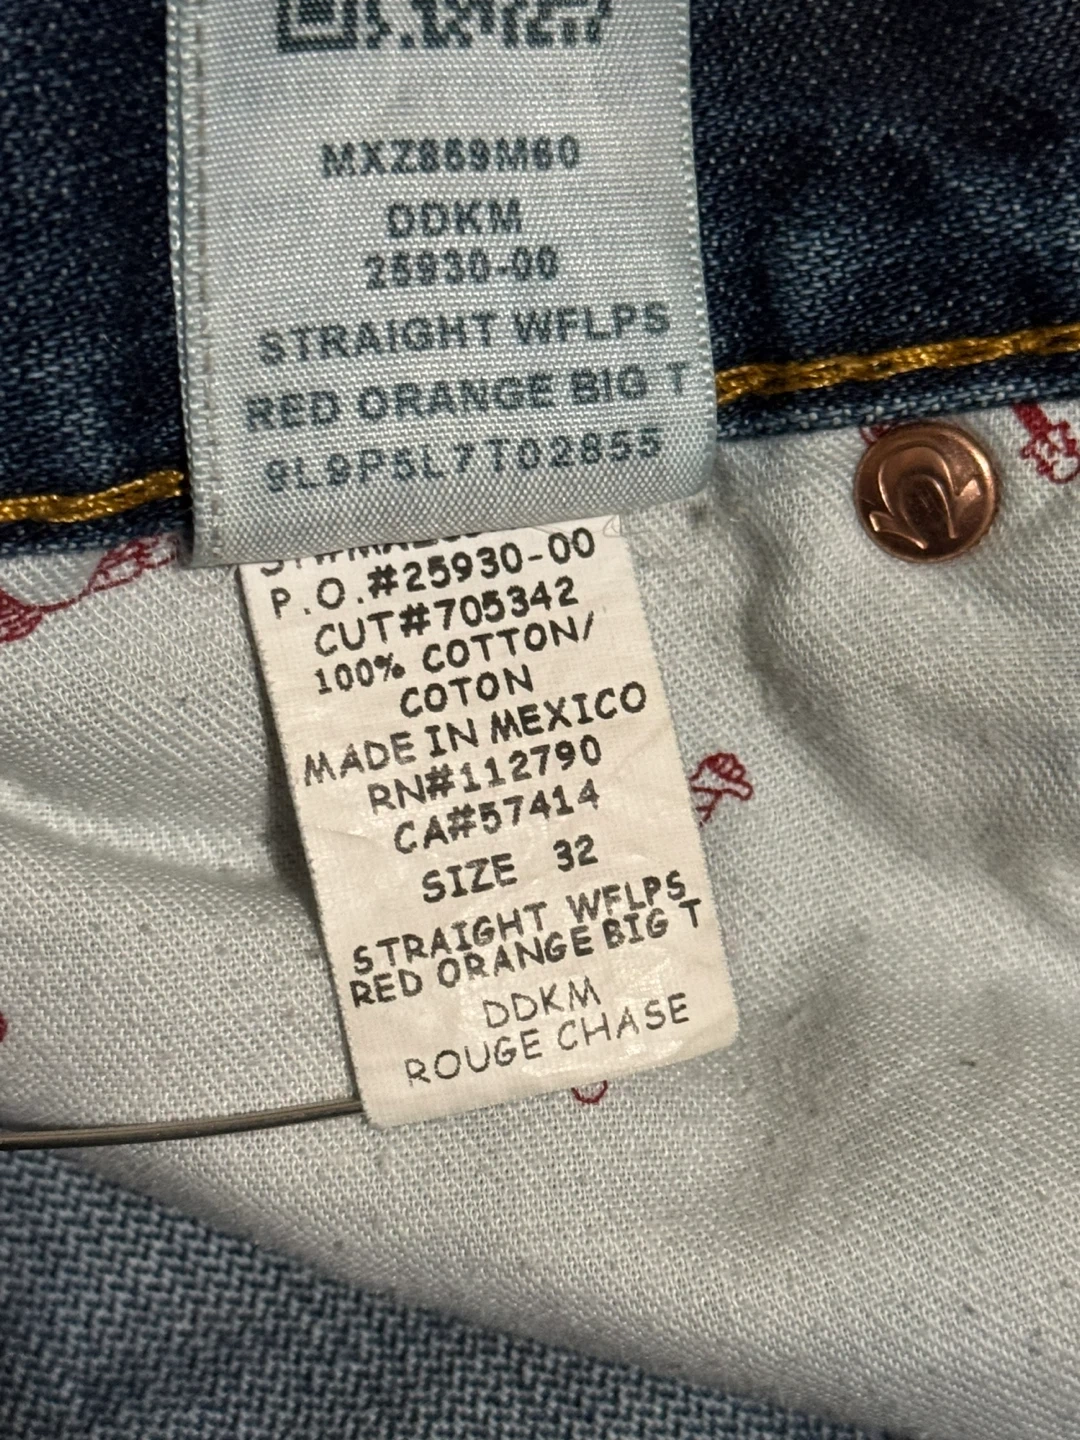 MXZ859M60
DDKM
25930-00
STRAIGHT WFLPS
RED ORANGE BIG T
9L9P5L7T02855
P.O.#25930-00
CUT#705342
100% COTTON/
COTON
MADE IN MEXICO
RN#112790
CA#57414
SIZE 32
STRAIGHT WFLPS
RED ORANGE BIG T
DDKM
ROUGE CHASE